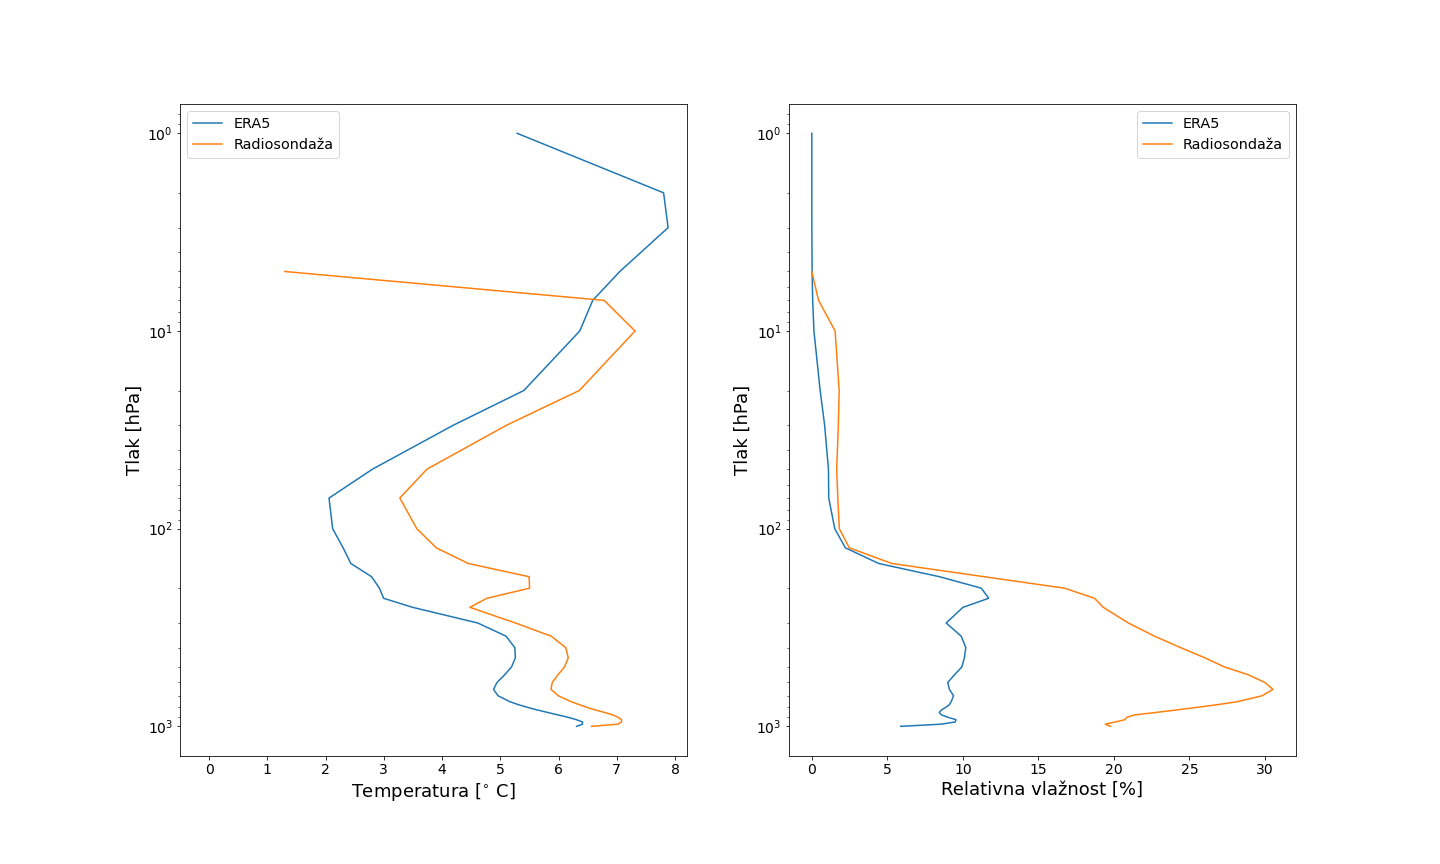 ERA5
Radiosondaža
10⁰
10¹
10²
10³
Tlak [hPa]
0 1 2 3 4 5 6 7 8
Temperatura [° C]
ERA5
Radiosondaža
10⁰
10¹
10²
10³
Tlak [hPa]
0 5 10 15 20 25 30
Relativna vlažnost [%]